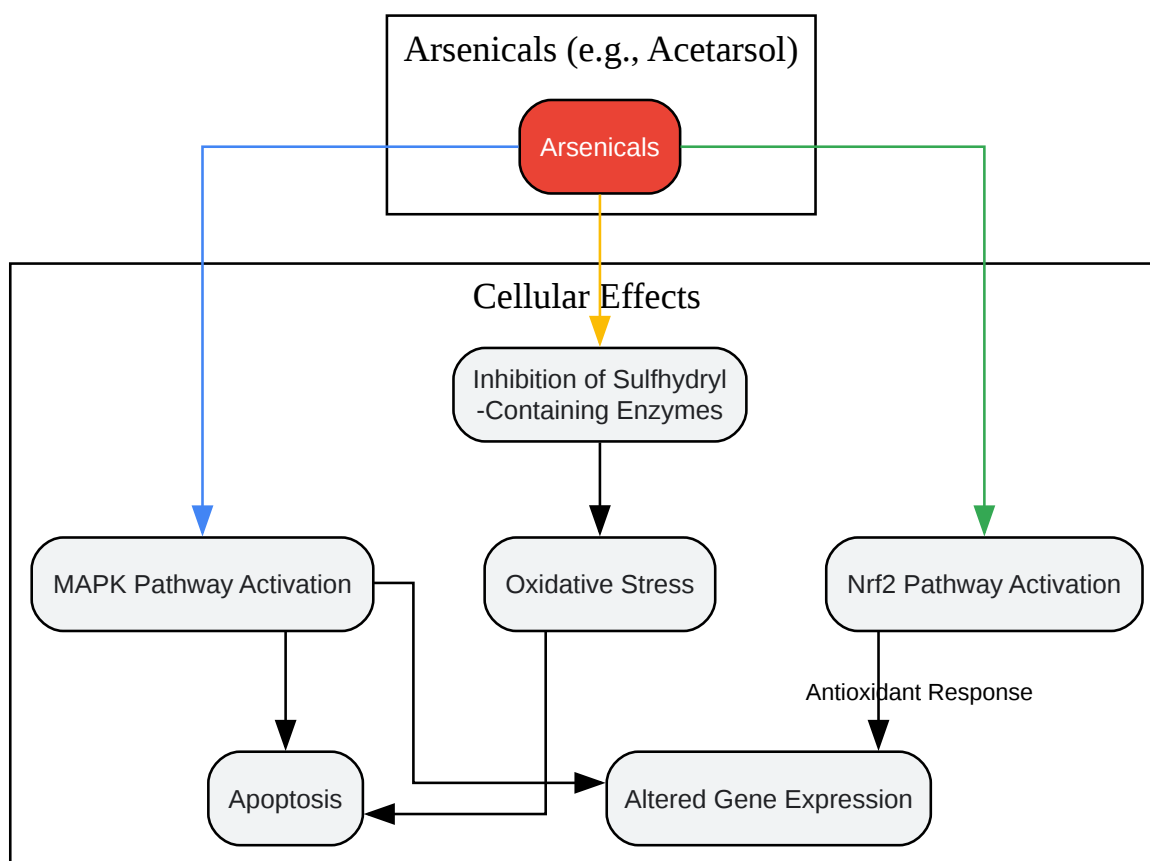 Arsenicals (e.g., Acetarsol)
Arsenicals
Cellular Effects
Inhibition of Sulfhydryl
-Containing Enzymes
MAPK Pathway Activation
Oxidative Stress
Nrf2 Pathway Activation
Antioxidant Response
Apoptosis
Altered Gene Expression